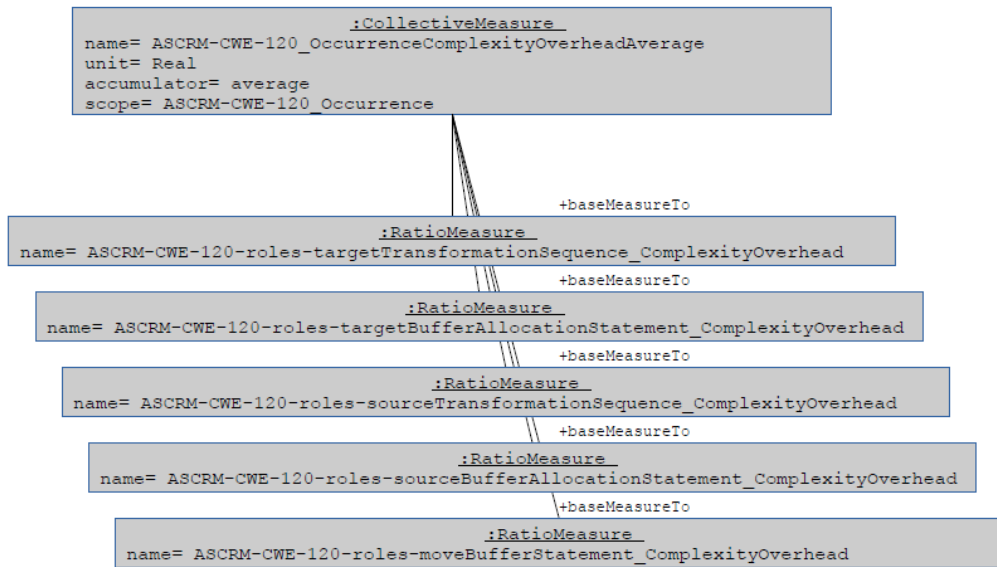 :CollectiveMeasure
name= ASCRM-CWE-120_OccurrenceComplexityOverheadAverage
unit= Real
accumulator= average
scope= ASCRM-CWE-120_Occurrence
+baseMeasureTo
:RatioMeasure
name= ASCRM-CWE-120-roles-targetTransformationSequence_ComplexityOverhead
+baseMeasureTo
:RatioMeasure
name= ASCRM-CWE-120-roles-targetBufferAllocationStatement_ComplexityOverhead
+baseMeasureTo
:RatioMeasure
name= ASCRM-CWE-120-roles-sourceTransformationSequence_ComplexityOverhead
+baseMeasureTo
:RatioMeasure
name= ASCRM-CWE-120-roles-sourceBufferAllocationStatement_ComplexityOverhead
+baseMeasureTo
:RatioMeasure
name= ASCRM-CWE-120-roles-moveBufferStatement_ComplexityOverhead